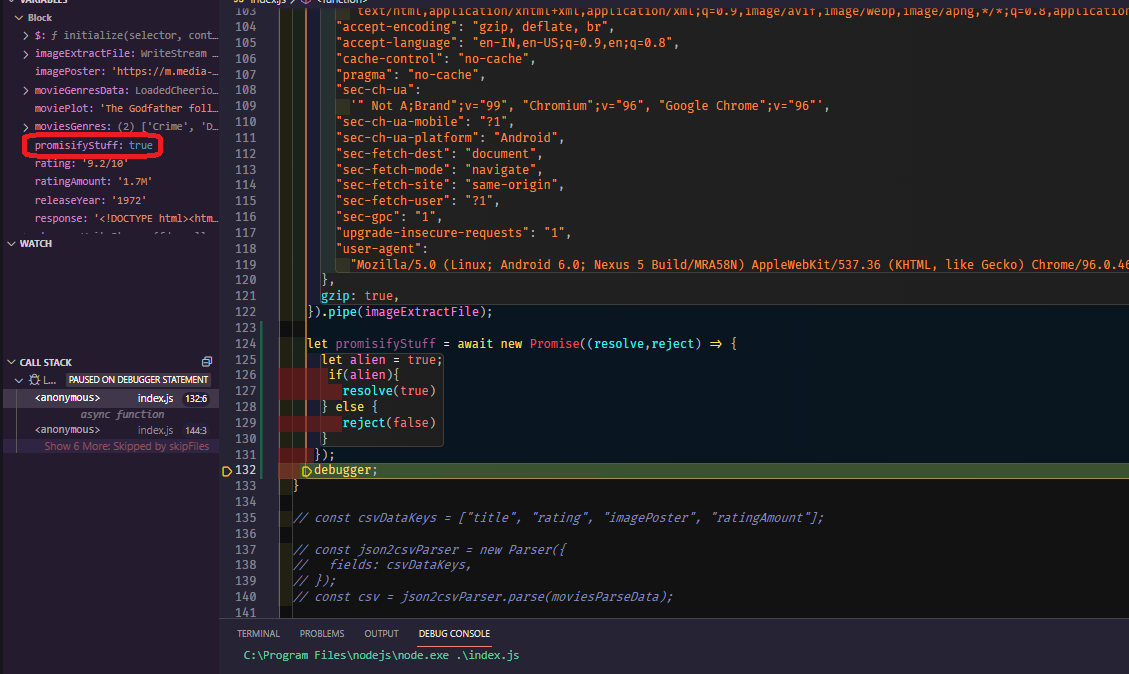 VARIABLES
Block
$: ƒ initialize(selector, cont…
imageExtractFile: WriteStream …
imagePoster: 'https://m.media-…
movieGenresData: LoadedCheerio…
moviePlot: 'The Godfather foll…
moviesGenres: (2) ['Crime', 'D…
promisifyStuff: true
rating: '9.2/10'
ratingAmount: '1.7M'
releaseYear: '1972'
response: '<!DOCTYPE html><htm…
WATCH
CALL STACK
L… PAUSED ON DEBUGGER STATEMENT
<anonymous> index.js 132:6
async function
<anonymous> index.js 144:3
Show 6 More: Skipped by skipFiles
index.js > <function>
103 text/html,application/xhtml+xml,application/xml;q=0.9,image/avif,image/webp,image/apng,*/*;q=0.8,application
104 "accept-encoding": "gzip, deflate, br",
105 "accept-language": "en-IN,en-US;q=0.9,en;q=0.8",
106 "cache-control": "no-cache",
107 "pragma": "no-cache",
108 "sec-ch-ua":
109 '" Not A;Brand";v="99", "Chromium";v="96", "Google Chrome";v="96"',
110 "sec-ch-ua-mobile": "?1",
111 "sec-ch-ua-platform": "Android",
112 "sec-fetch-dest": "document",
113 "sec-fetch-mode": "navigate",
114 "sec-fetch-site": "same-origin",
115 "sec-fetch-user": "?1",
116 "sec-gpc": "1",
117 "upgrade-insecure-requests": "1",
118 "user-agent":
119 "Mozilla/5.0 (Linux; Android 6.0; Nexus 5 Build/MRA58N) AppleWebKit/537.36 (KHTML, like Gecko) Chrome/96.0.46
120 },
121 gzip: true,
122 }).pipe(imageExtractFile);
123
124 let promisifyStuff = await new Promise((resolve,reject) => {
125 let alien = true;
126 if(alien){
127 resolve(true)
128 } else {
129 reject(false)
130 }
131 });
132 debugger;
133 }
134
135 // const csvDataKeys = ["title", "rating", "imagePoster", "ratingAmount"];
136
137 // const json2csvParser = new Parser({
138 // fields: csvDataKeys,
139 // });
140 // const csv = json2csvParser.parse(moviesParseData);
141
TERMINAL PROBLEMS OUTPUT DEBUG CONSOLE
C:\Program Files\nodejs\node.exe .\index.js